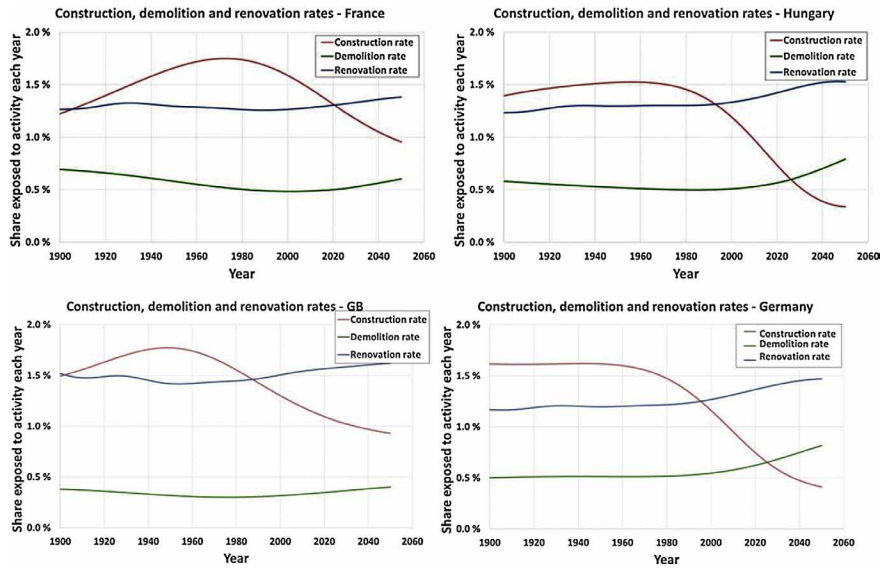 Construction, demolition and renovation rates - France
Share exposed to activity each year
2.0 %
1.5 %
1.0 %
0.5 %
0.0 %
Construction rate
Demolition rate
Renovation rate
1900 1920 1940 1960 1980 2000 2020 2040 2060
Year
Construction, demolition and renovation rates - Hungary
Share exposed to activity each year
2.0 %
1.5 %
1.0 %
0.5 %
0.0 %
Construction rate
Demolition rate
Renovation rate
1900 1920 1940 1960 1980 2000 2020 2040 2060
Year
Construction, demolition and renovation rates - GB
Share exposed to activity each year
2.0 %
1.5 %
1.0 %
0.5 %
0.0 %
Construction rate
Demolition rate
Renovation rate
1900 1920 1940 1960 1980 2000 2020 2040 2060
Year
Construction, demolition and renovation rates - Germany
Share exposed to activity each year
2.0 %
1.5 %
1.0 %
0.5 %
0.0 %
Construction rate
Demolition rate
Renovation rate
1900 1920 1940 1960 1980 2000 2020 2040 2060
Year